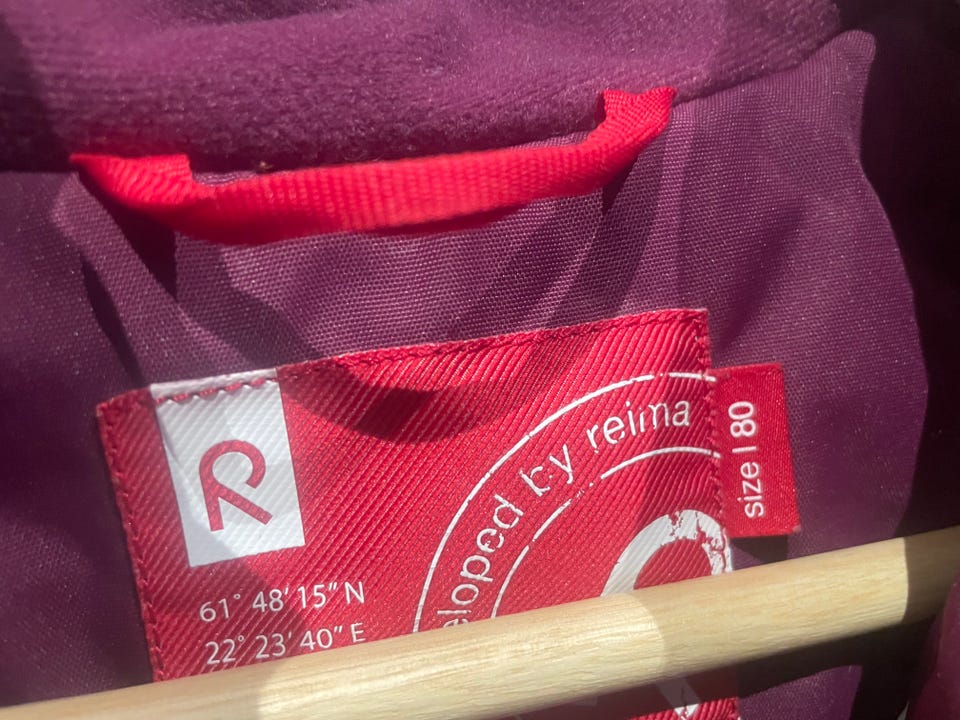 R
61° 48' 15" N
22° 23' 40" E
eloped by reima
size | 80